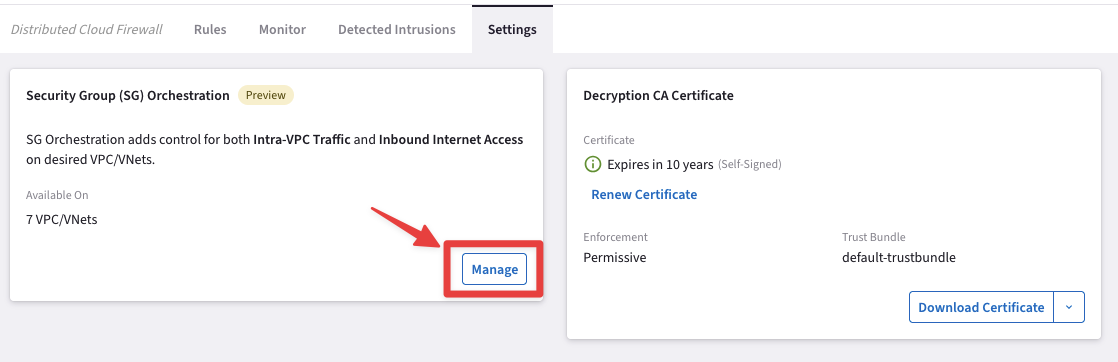 Distributed Cloud Firewall Rules Monitor Detected Intrusions Settings
Security Group (SG) Orchestration Preview
SG Orchestration adds control for both Intra-VPC Traffic and Inbound Internet Access
on desired VPC/VNets.
Available On
7 VPC/VNets
Manage
Decryption CA Certificate
Certificate
Expires in 10 years (Self-Signed)
Renew Certificate
Enforcement Trust Bundle
Permissive default-trustbundle
Download Certificate